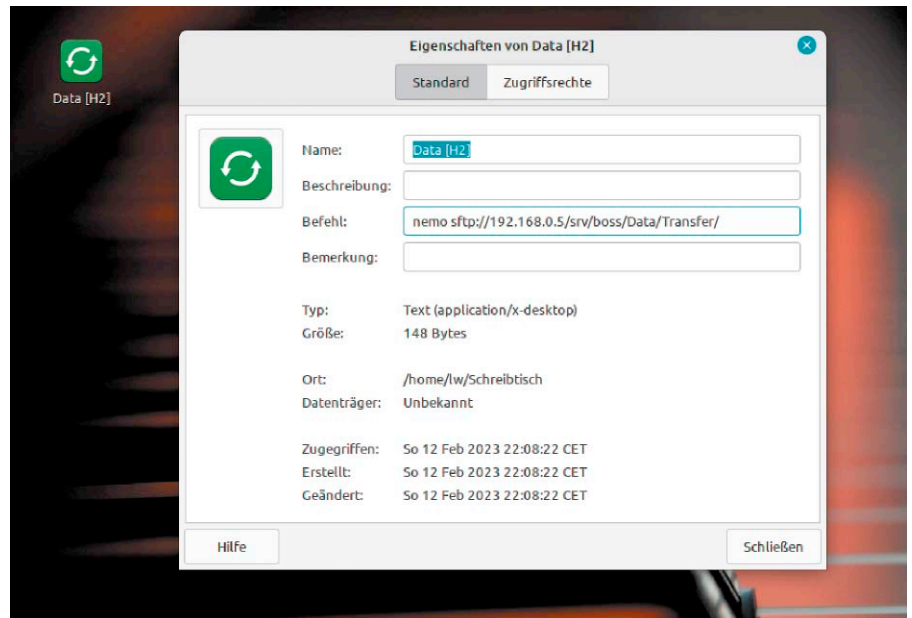 Data [H2]
Eigenschaften von Data [H2]
Standard Zugriffsrechte
Name: Data [H2]
Beschreibung:
Befehl: nemo sftp://192.168.0.5/srv/boss/Data/Transfer/
Bemerkung:
Typ: Text (application/x-desktop)
Größe: 148 Bytes
Ort: /home/lw/Schreibtisch
Datenträger: Unbekannt
Zugegriffen: So 12 Feb 2023 22:08:22 CET
Erstellt: So 12 Feb 2023 22:08:22 CET
Geändert: So 12 Feb 2023 22:08:22 CET
Hilfe Schließen